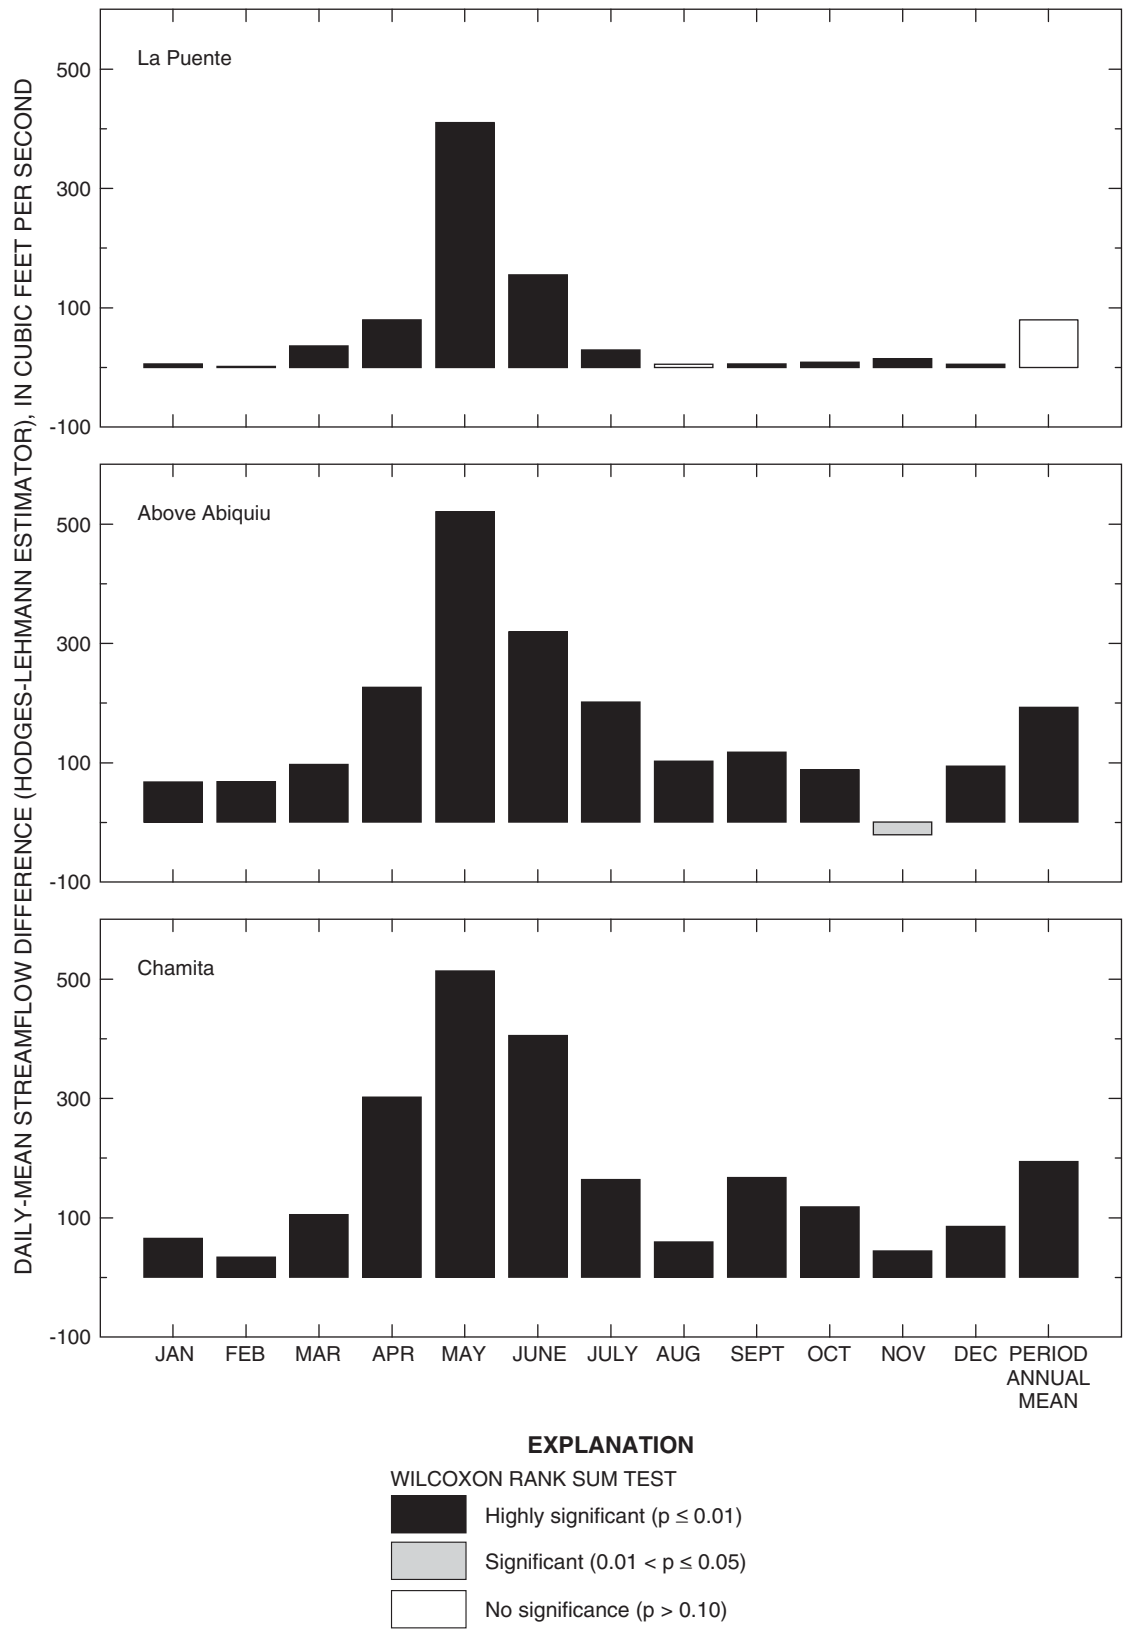 DAILY-MEAN STREAMFLOW DIFFERENCE (HODGES-LEHMANN ESTIMATOR), IN CUBIC FEET PER SECOND
La Puente
500
300
100
-100
Above Abiquiu
500
300
100
-100
Chamita
500
300
100
-100
JAN FEB MAR APR MAY JUNE JULY AUG SEPT OCT NOV DEC PERIOD
ANNUAL
MEAN
EXPLANATION
WILCOXON RANK SUM TEST
Highly significant (p ≤ 0.01)
Significant (0.01 < p ≤ 0.05)
No significance (p > 0.10)